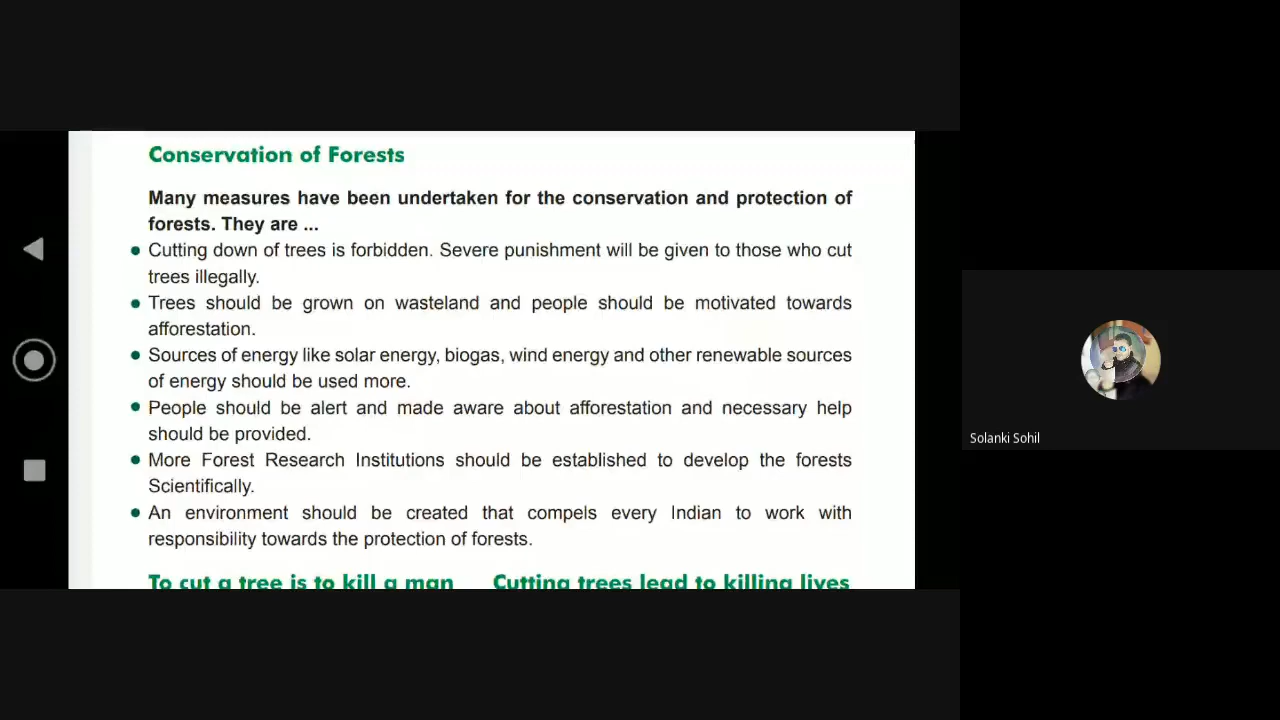 Conservation of Forests
Many measures have been undertaken for the conservation and protection of
forests. They are ...
• Cutting down of trees is forbidden. Severe punishment will be given to those who cut
trees illegally.
• Trees should be grown on wasteland and people should be motivated towards
afforestation.
• Sources of energy like solar energy, biogas, wind energy and other renewable sources
of energy should be used more.
• People should be alert and made aware about afforestation and necessary help
should be provided.
• More Forest Research Institutions should be established to develop the forests
Scientifically.
• An environment should be created that compels every Indian to work with
responsibility towards the protection of forests.
To cut a tree is to kill a man Cutting trees lead to killing lives
Solanki Sohil